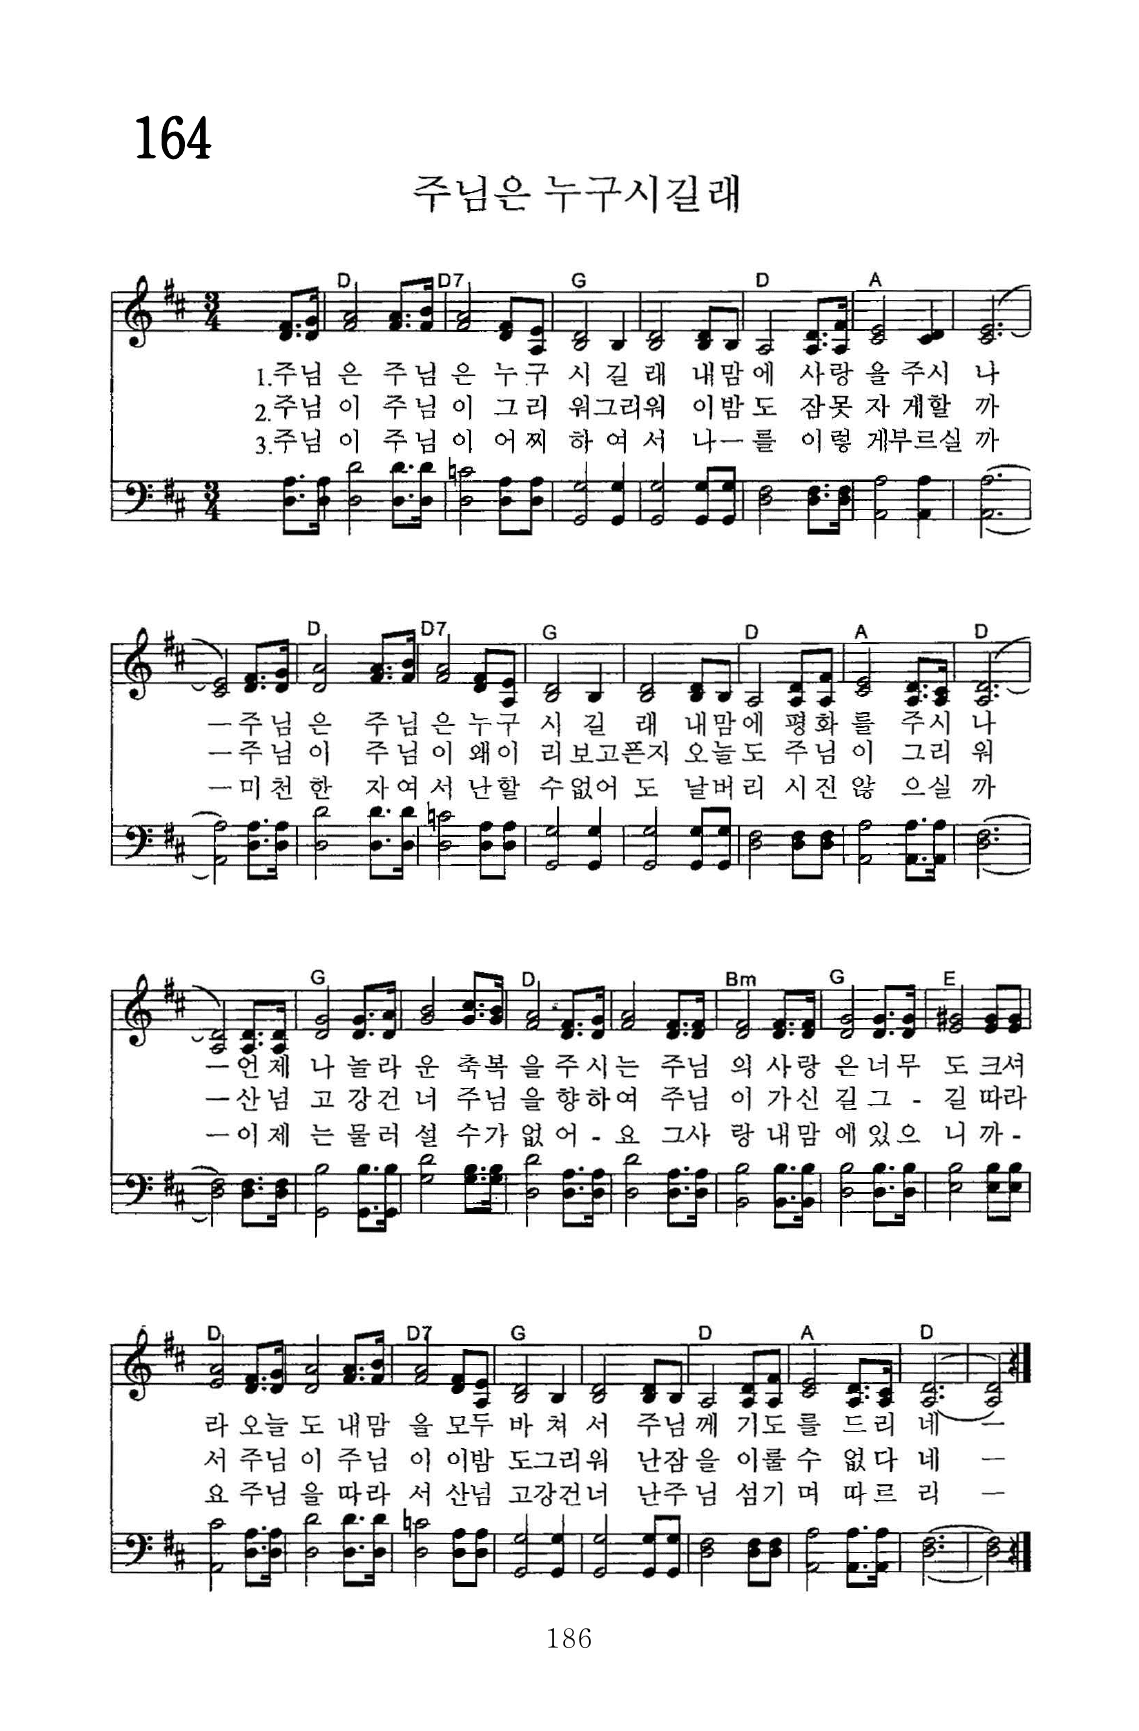 164
주님은 누구시길래
D D7 G D A
1.주님 은 주님 은 누구 시 길 래 내맘에 사랑 을 주시 나
2.주님 이 주님 이 그리 워그리워 이밤도 잠못 자 게할 까
3.주님 이 주님 이 어찌 하 여 서 나ー를 이렇 게부르실 까
D D7 G D A D
ー주님 은 주님 은 누구 시 길 래 내맘에 평화 를 주시 나
ー주님 이 주님 이 왜이 리보고픈지 오늘도 주님 이 그리 워
ー미천 한 자여 서 난할 수없어 도 날버리 시진 않 으실 까
G D Bm G E
ー언제 나 놀라 운 축복 을주시는 주님 의 사랑 은너무 도 크셔
ー산넘 고 강건 너 주님 을향하여 주님 이 가신 길그 - 길 따라
ー이제 는 물러 설 수가 없어 - 요 그사 랑 내맘 에있으 니 까 -
D D7 G D A D
라 오늘 도 내맘 을 모두 바 쳐 서 주님께 기도 를 드리 네 ー
서 주님 이 주님 이 이밤 도그리워 난잠을 이룰 수 없다 네 ー
요 주님 을 따라 서 산넘 고강건너 난주님 섬기 며 따르 리 ー
186